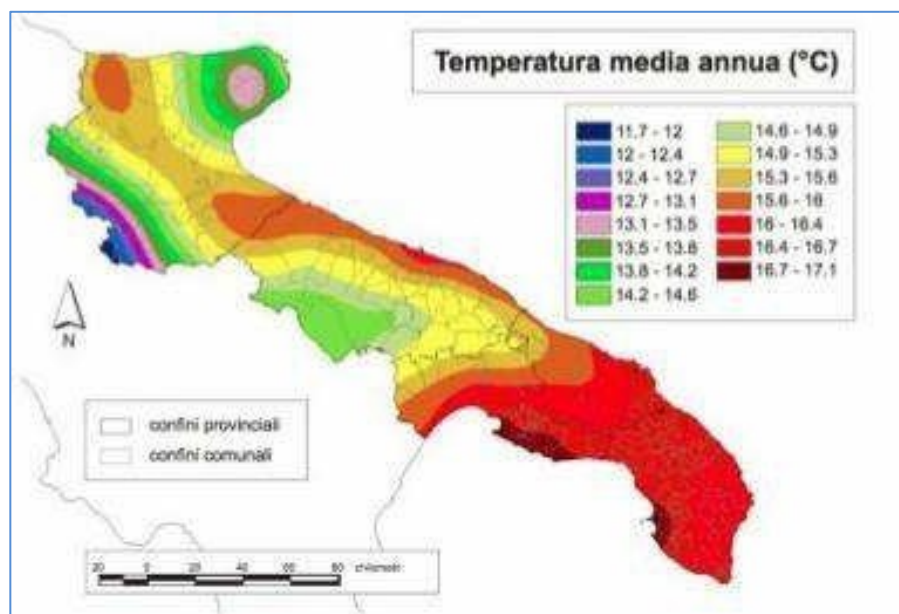 Temperatura media annua (°C)
11.7 - 12
12 - 12.4
12.4 - 12.7
12.7 - 13.1
13.1 - 13.5
13.5 - 13.8
13.8 - 14.2
14.2 - 14.6
14.6 - 14.9
14.9 - 15.3
15.3 - 15.6
15.6 - 16
16 - 16.4
16.4 - 16.7
16.7 - 17.1
N
confini provinciali
confini comunali
20 0 20 40 60 80 chilometri